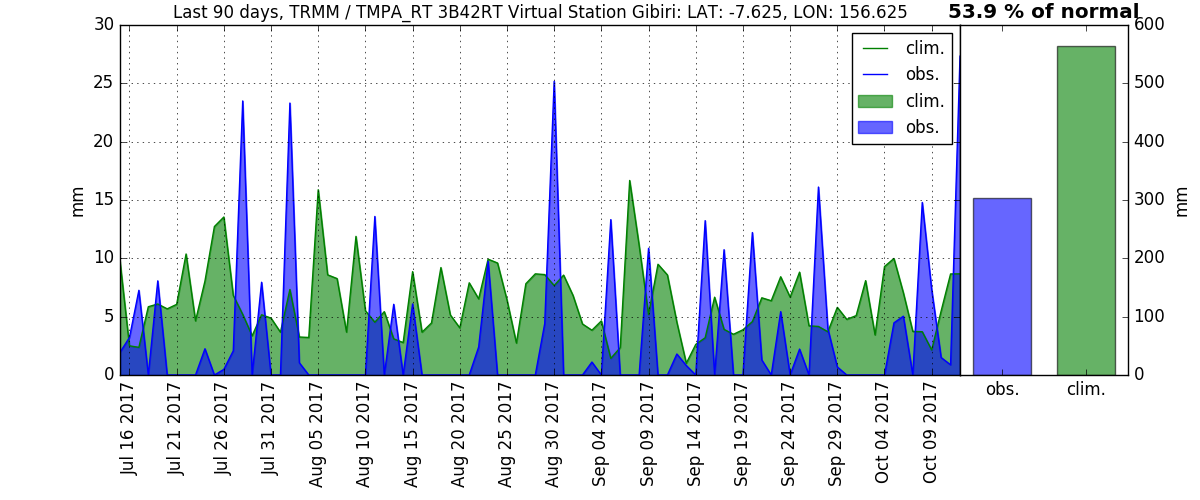 Last 90 days, TRMM / TMPA_RT 3B42RT Virtual Station Gibiri: LAT: -7.625, LON: 156.625
53.9 % of normal
30
25
20
15
10
5
0
mm
clim.
obs.
clim.
obs.
600
500
400
300
200
100
0
mm
Jul 16 2017
Jul 21 2017
Jul 26 2017
Jul 31 2017
Aug 05 2017
Aug 10 2017
Aug 15 2017
Aug 20 2017
Aug 25 2017
Aug 30 2017
Sep 04 2017
Sep 09 2017
Sep 14 2017
Sep 19 2017
Sep 24 2017
Sep 29 2017
Oct 04 2017
Oct 09 2017
obs.
clim.